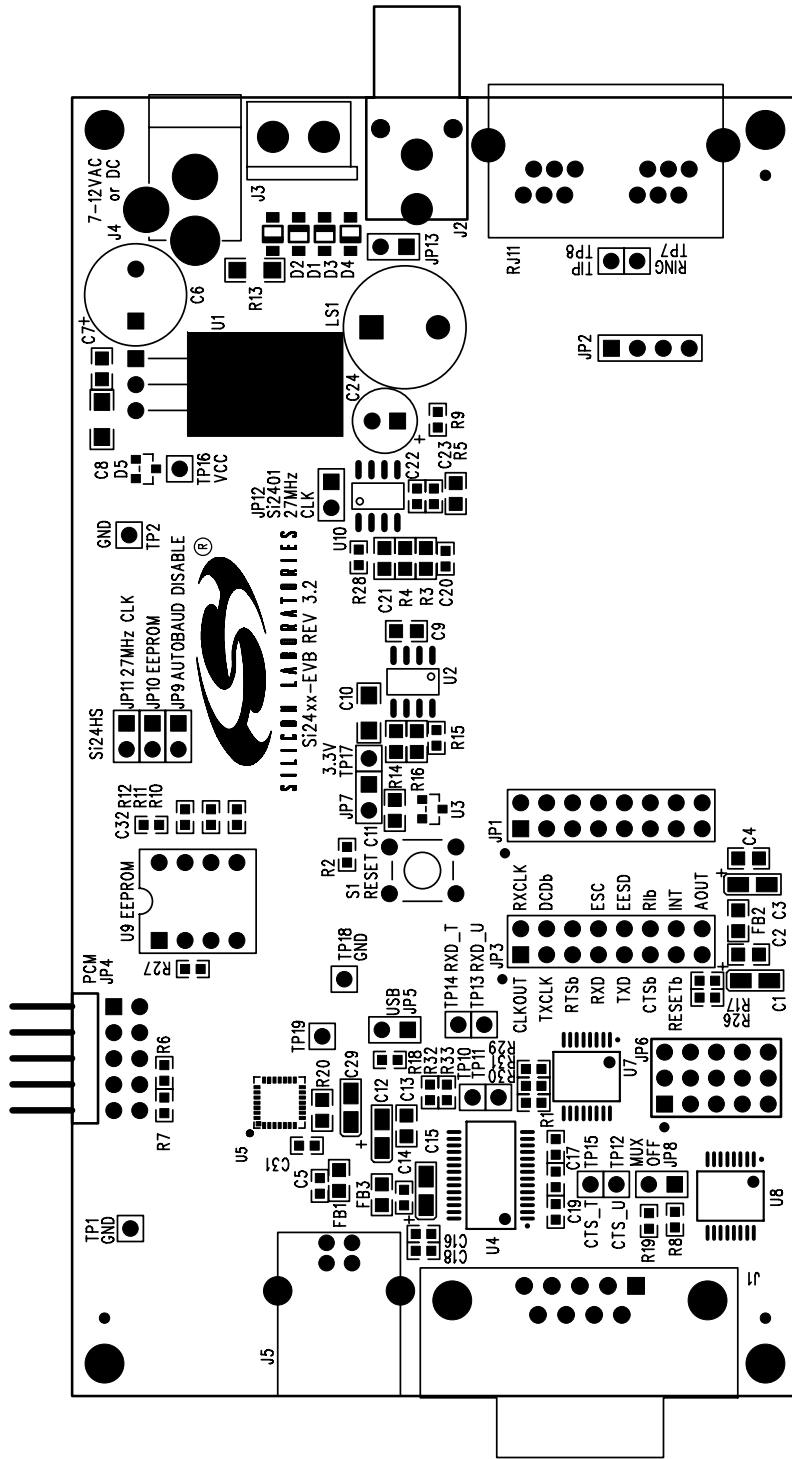 7-12VAC
or DC
J4
J3
J2
RJ11
TIP
TP8
RING
TP7
C7
+
C6
R13
D2
D1
D3
D4
JP13
U1
LS1
JP2
C24
+
R9
C8
D5
TP16
VCC
JP12
Si2401
27MHz
CLK
C22
C23
R5
U10
GND
TP2
R28
C21
R4
R3
C20
®
SILICON LABORATORIES
Si24xx-EVB REV 3.2
Si24HS
JP11 27MHz CLK
JP10 EEPROM
JP9 AUTOBAUD DISABLE
C9
U2
C10
3.3V
TP17
JP7
R14
R16
R15
U3
C11
C32
R12
R11
R10
R2
S1
RESET
U9 EEPROM
JP1
R27
TP18
GND
JP3
RXCLK
DCDb
ESC
EESD
RIb
INT
AOUT
CLKOUT
TXCLK
RTSb
RXD
TXD
CTSb
RESETb
C4
+
C3
FB2
C2
+
C1
R17
R26
PCM
JP4
R6
R7
USB
JP5
TP14 RXD_T
TP13 RXD_U
TP19
R18
R32
R33
TP10
TP11
R29
R31
R30
R1
U7
JP6
R20
C29
C12
+
C13
U5
C31
C5
FB1
FB3
C14
C15
+
C16
C18
U4
C17
C19
TP15
TP12
CTS_T
CTS_U
MUX
OFF
JP8
R19
R8
U8
TP1
GND
J5
J1